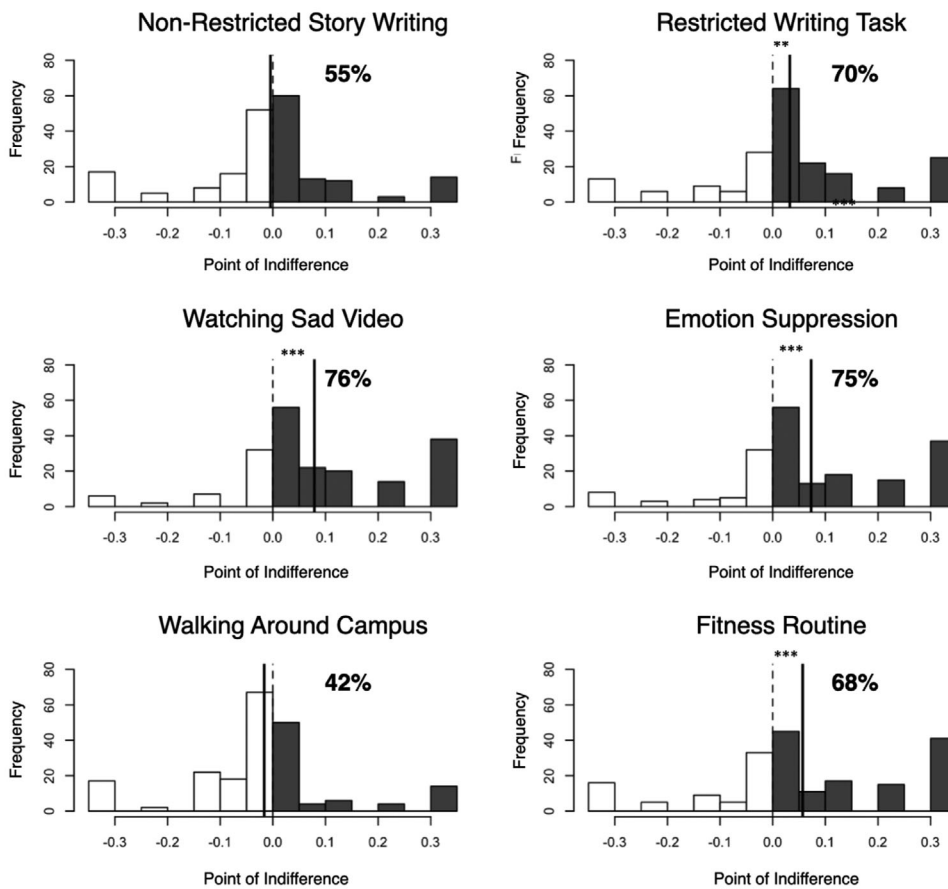 Non-Restricted Story Writing
55%
Frequency
80
60
40
20
0
-0.3 -0.2 -0.1 0.0 0.1 0.2 0.3
Point of Indifference
Restricted Writing Task
**
70%
Fi Frequency
80
60
40
20
0
***
-0.3 -0.2 -0.1 0.0 0.1 0.2 0.3
Point of Indifference
Watching Sad Video
***
76%
Frequency
80
60
40
20
0
-0.3 -0.2 -0.1 0.0 0.1 0.2 0.3
Point of Indifference
Emotion Suppression
***
75%
Frequency
80
60
40
20
0
-0.3 -0.2 -0.1 0.0 0.1 0.2 0.3
Point of Indifference
Walking Around Campus
42%
Frequency
80
60
40
20
0
-0.3 -0.2 -0.1 0.0 0.1 0.2 0.3
Point of Indifference
Fitness Routine
***
68%
Frequency
80
60
40
20
0
-0.3 -0.2 -0.1 0.0 0.1 0.2 0.3
Point of Indifference